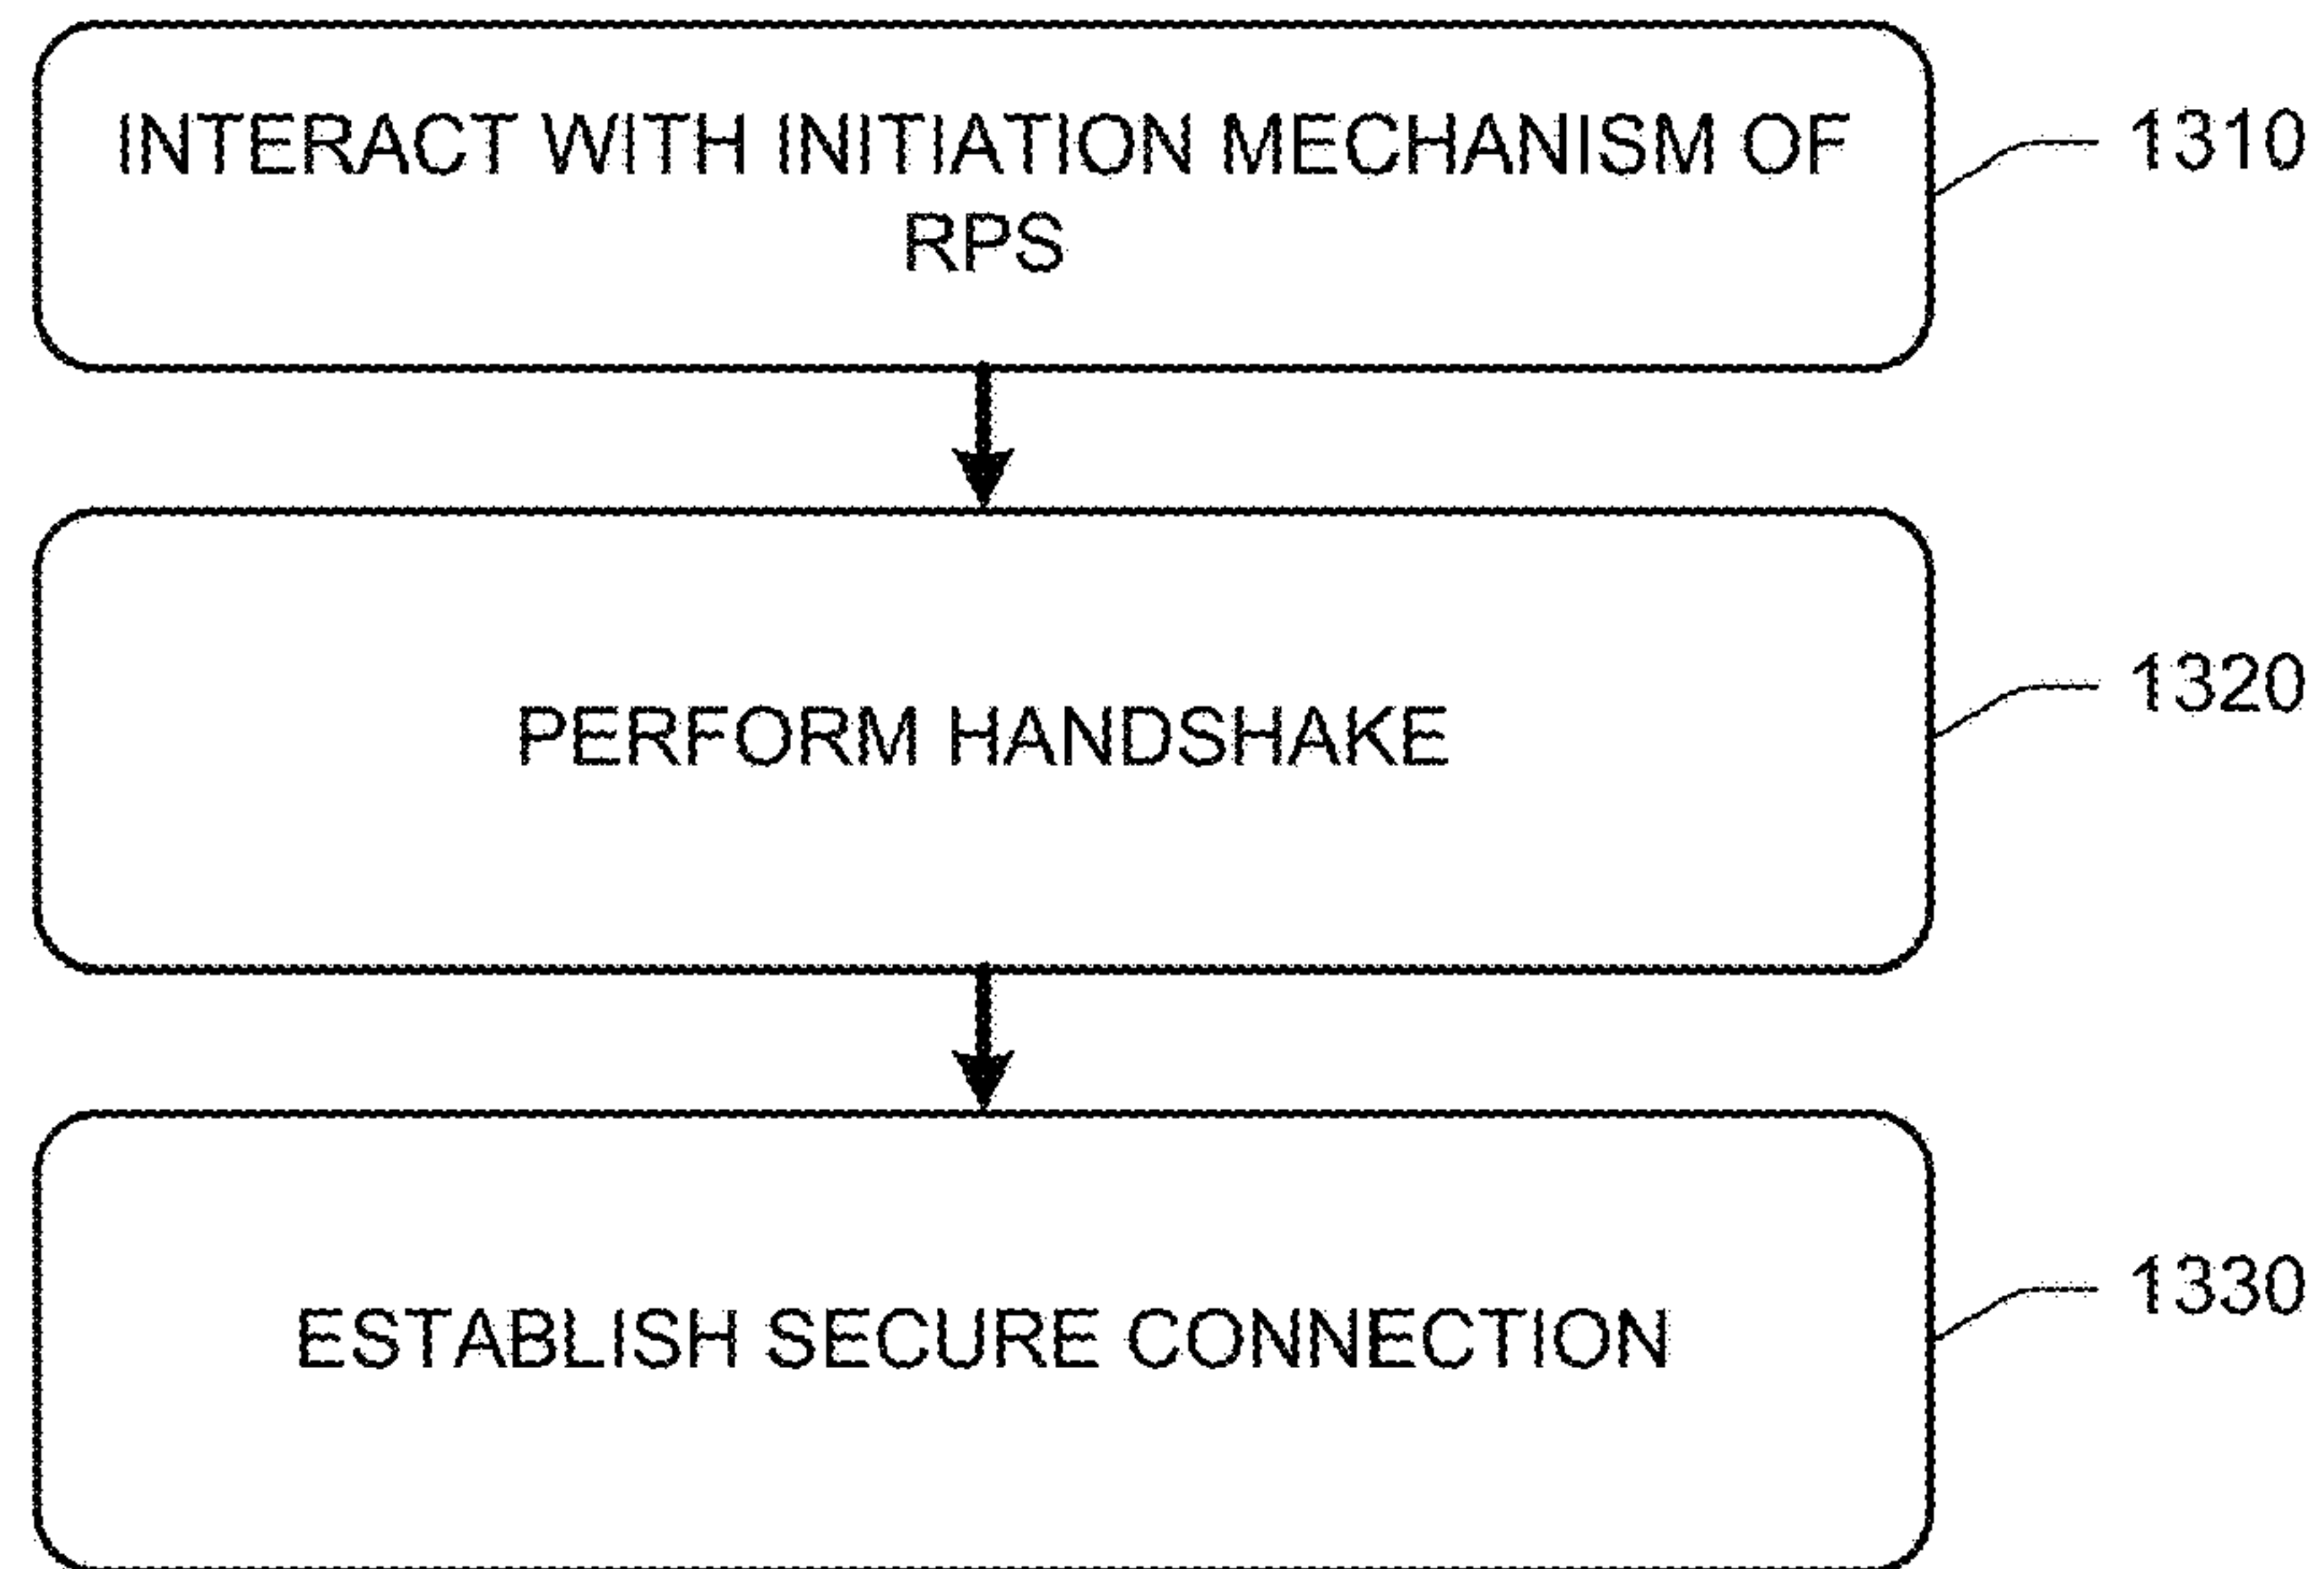 INTERACT WITH INITIATION MECHANISM OF
RPS
1310
PERFORM HANDSHAKE
1320
ESTABLISH SECURE CONNECTION
1330